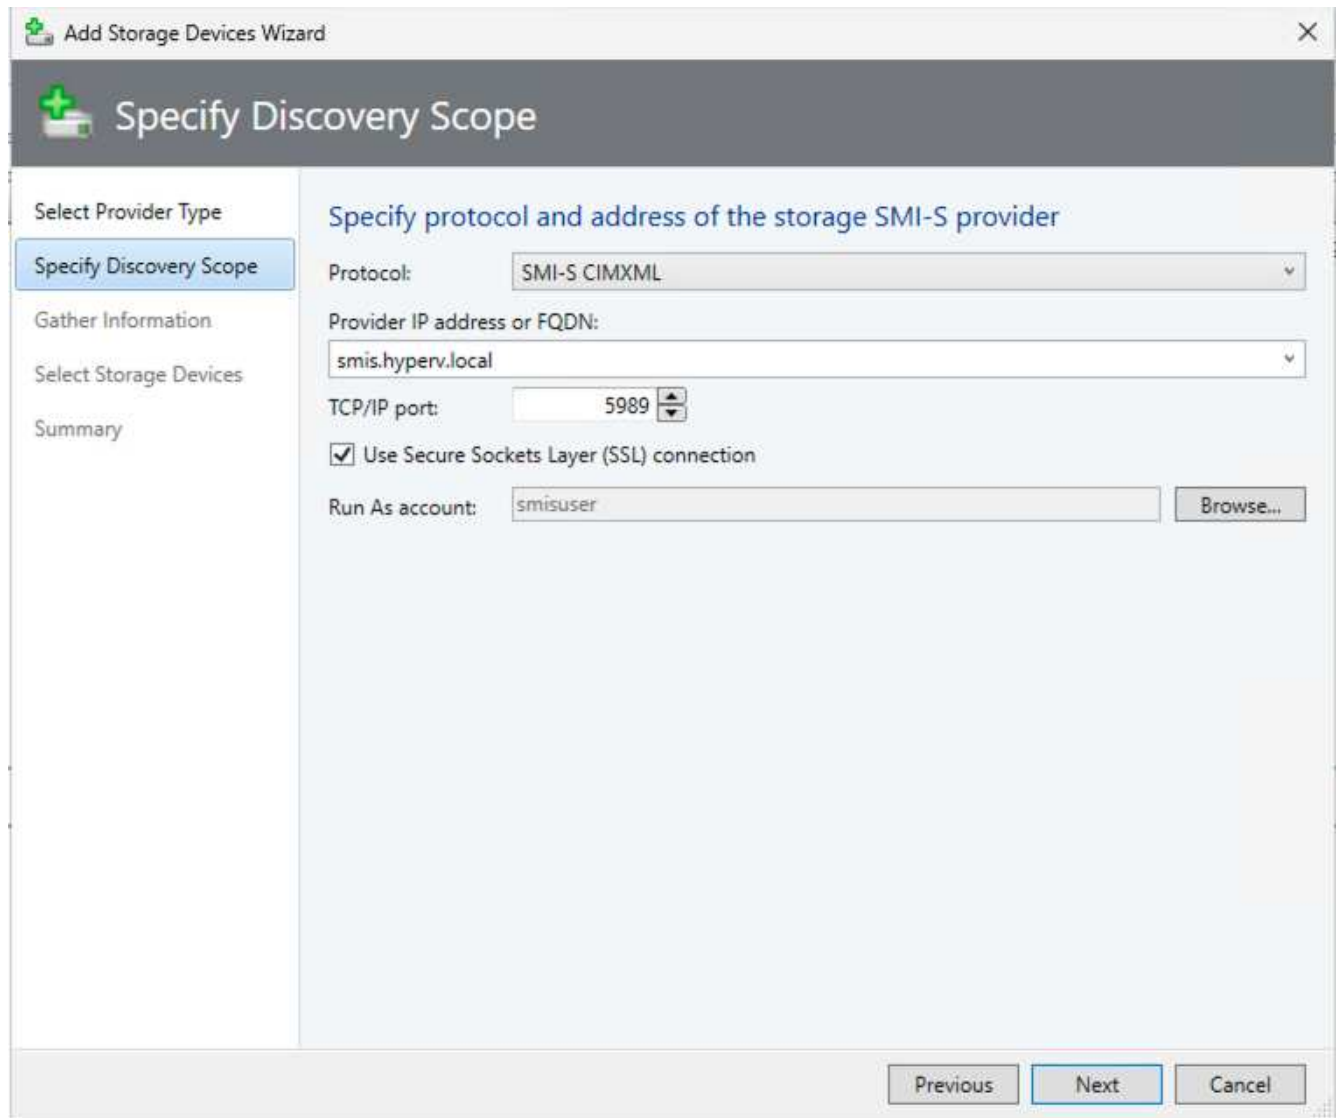 Add Storage Devices Wizard
Specify Discovery Scope
Select Provider Type
Specify Discovery Scope
Gather Information
Select Storage Devices
Summary
Specify protocol and address of the storage SMI-S provider
Protocol: SMI-S CIMXML
Provider IP address or FQDN:
smis.hyperv.local
TCP/IP port: 5989
Use Secure Sockets Layer (SSL) connection
Run As account: smisuser Browse...
Previous Next Cancel